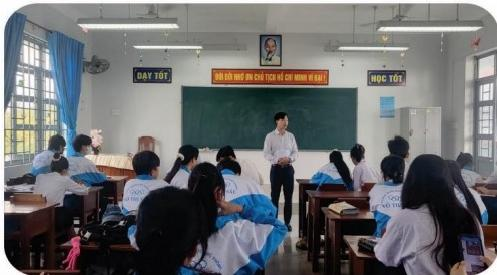 DẠY TỐT
ĐỜI ĐỜI NHỚ ƠN CHỦ TỊCH HỒ CHÍ MINH VĨ ĐẠI !
HỌC TỐT